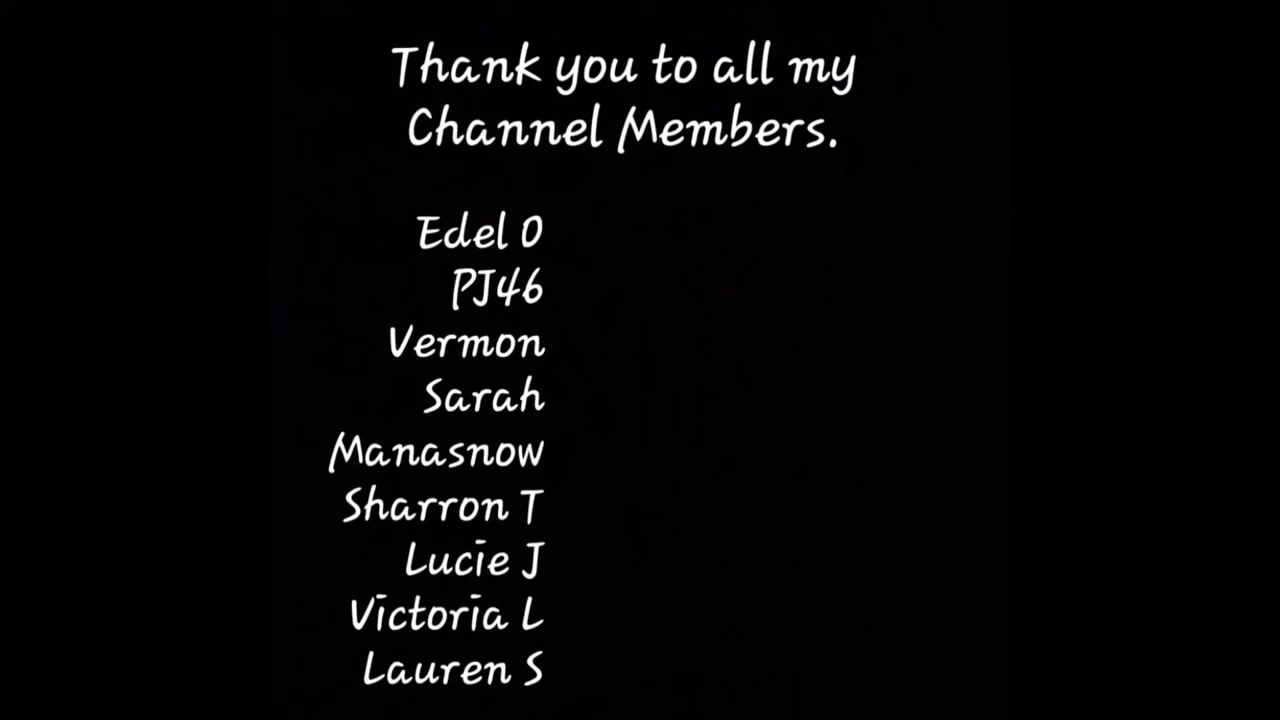 Thank you to all my
Channel Members.
Edel O
PJ46
Vermon
Sarah
Manasnow
Sharron T
Lucie J
Victoria L
Lauren S